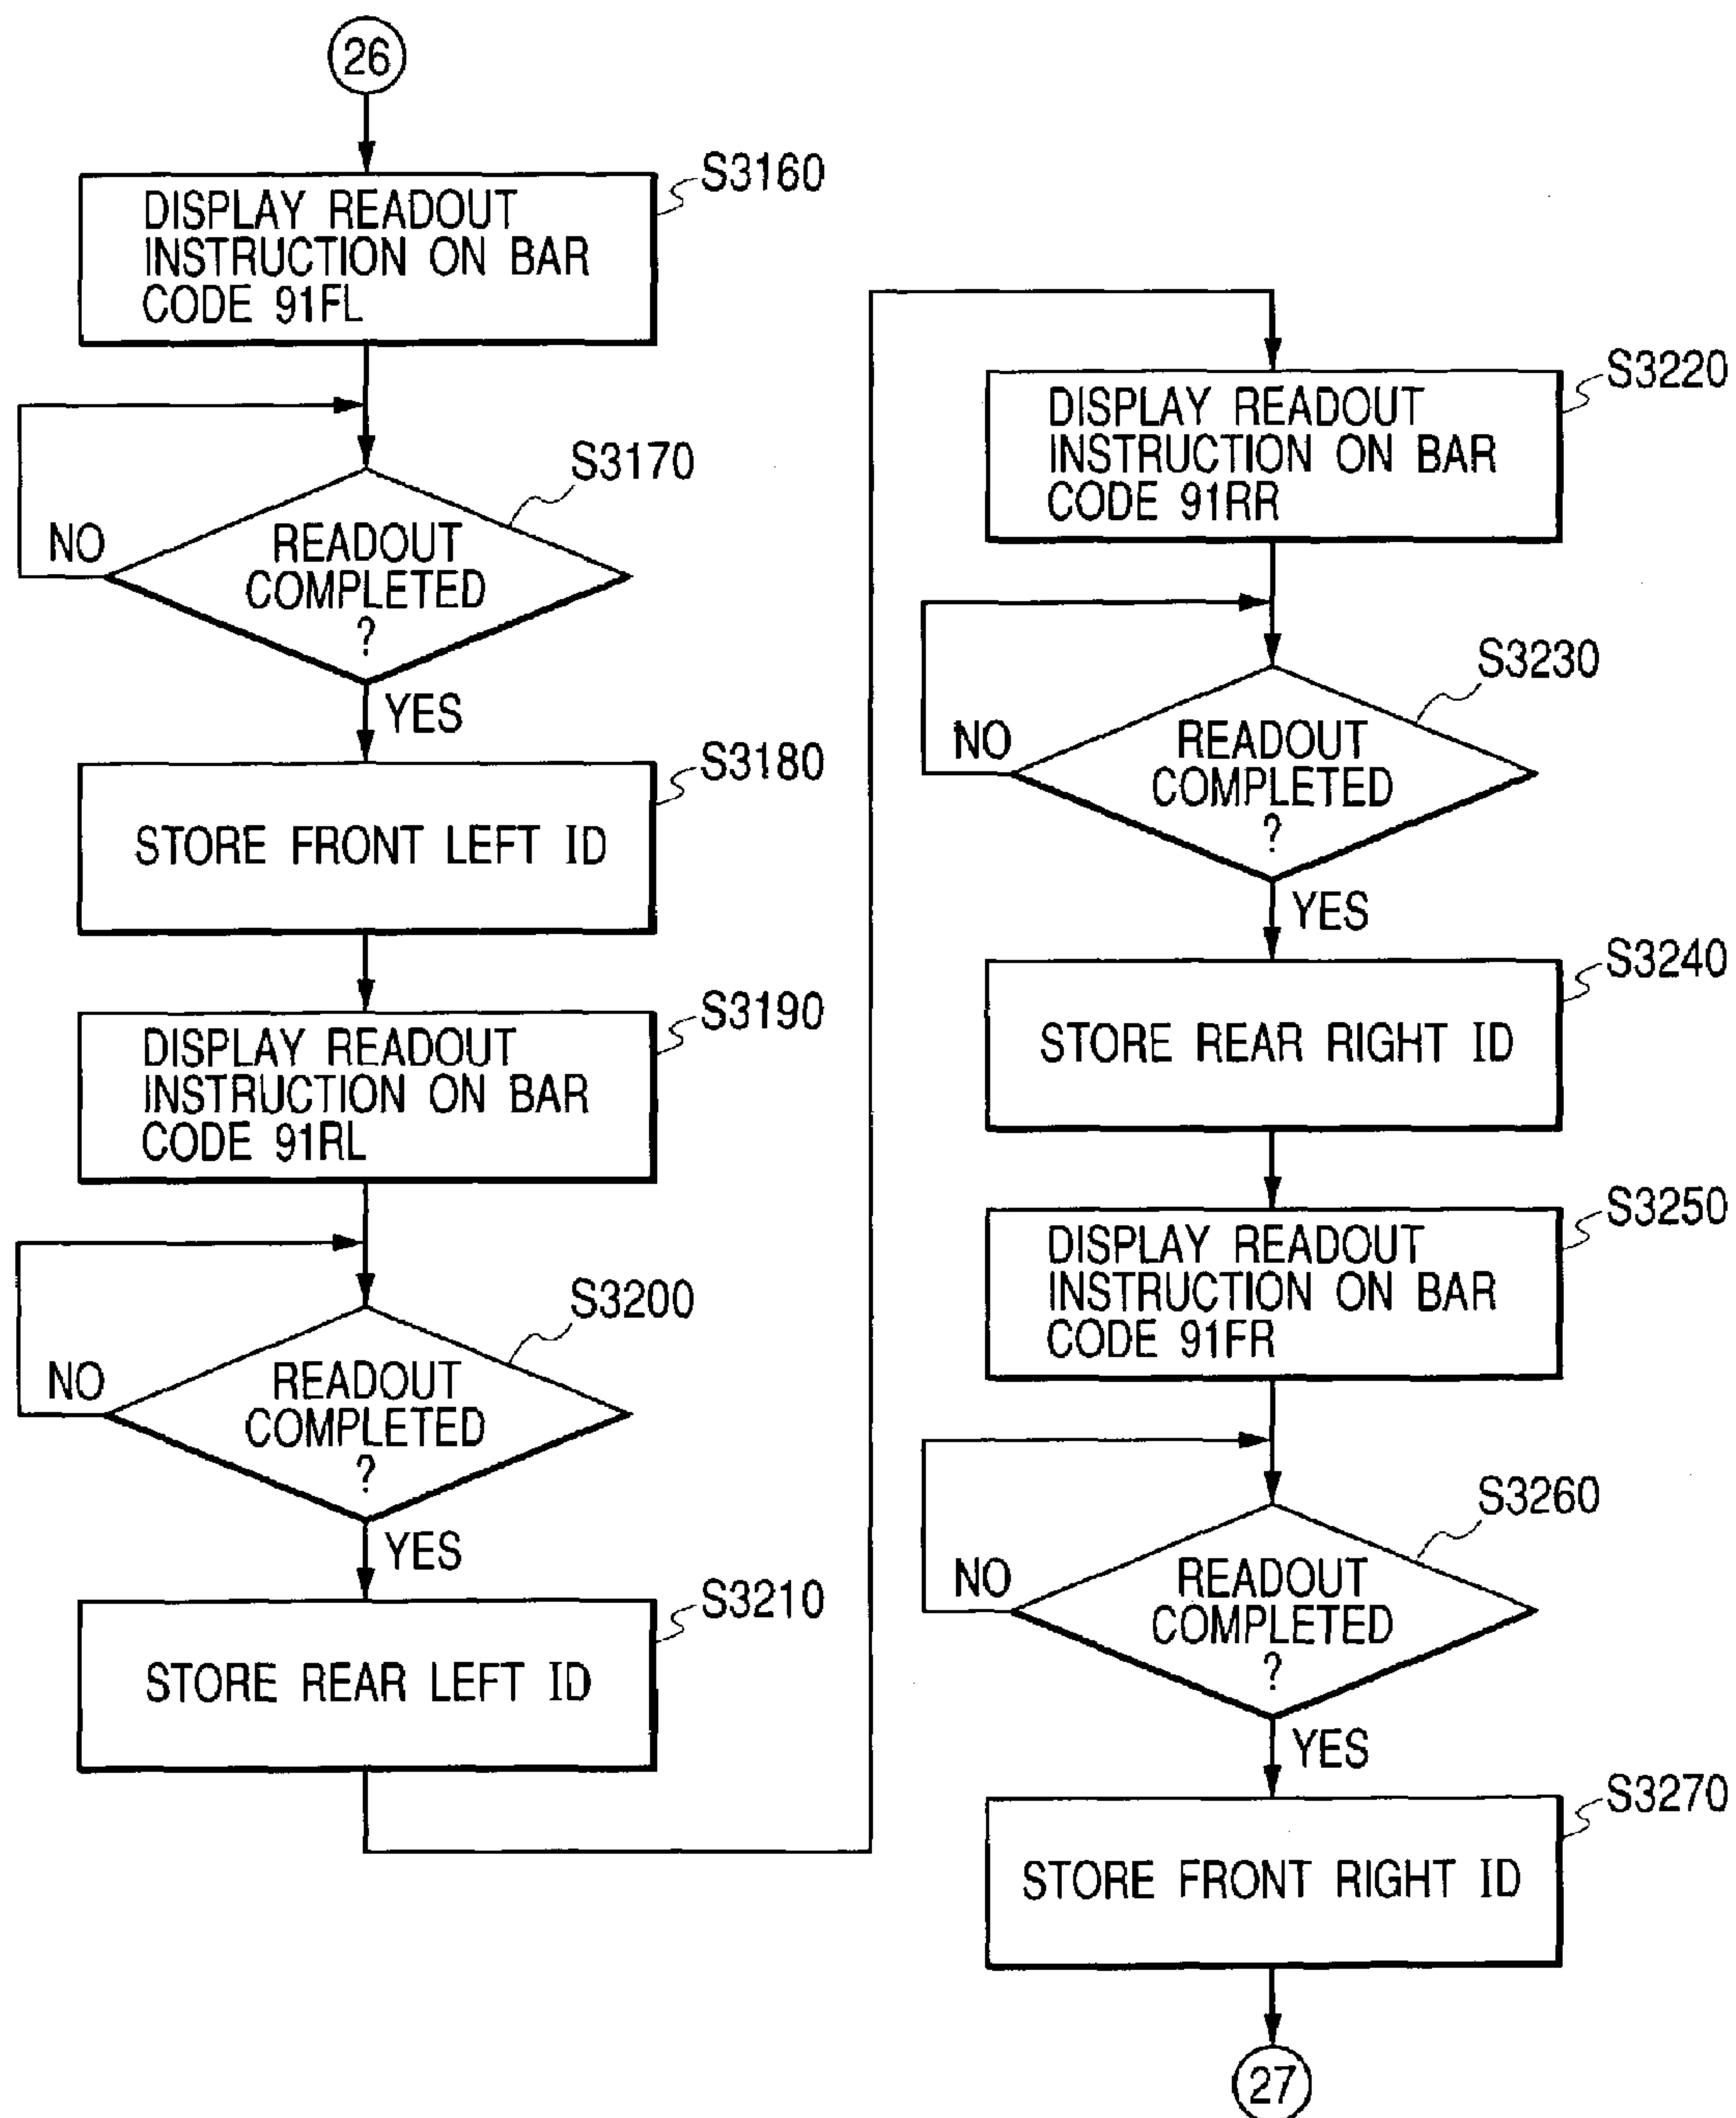 26
S3160
DISPLAY READOUT
INSTRUCTION ON BAR
CODE 91FL
S3170
NO
READOUT
COMPLETED
?
YES
S3180
STORE FRONT LEFT ID
S3190
DISPLAY READOUT
INSTRUCTION ON BAR
CODE 91RL
S3200
NO
READOUT
COMPLETED
?
YES
S3210
STORE REAR LEFT ID
S3220
DISPLAY READOUT
INSTRUCTION ON BAR
CODE 91RR
S3230
NO
READOUT
COMPLETED
?
YES
S3240
STORE REAR RIGHT ID
S3250
DISPLAY READOUT
INSTRUCTION ON BAR
CODE 91FR
S3260
NO
READOUT
COMPLETED
?
YES
S3270
STORE FRONT RIGHT ID
27